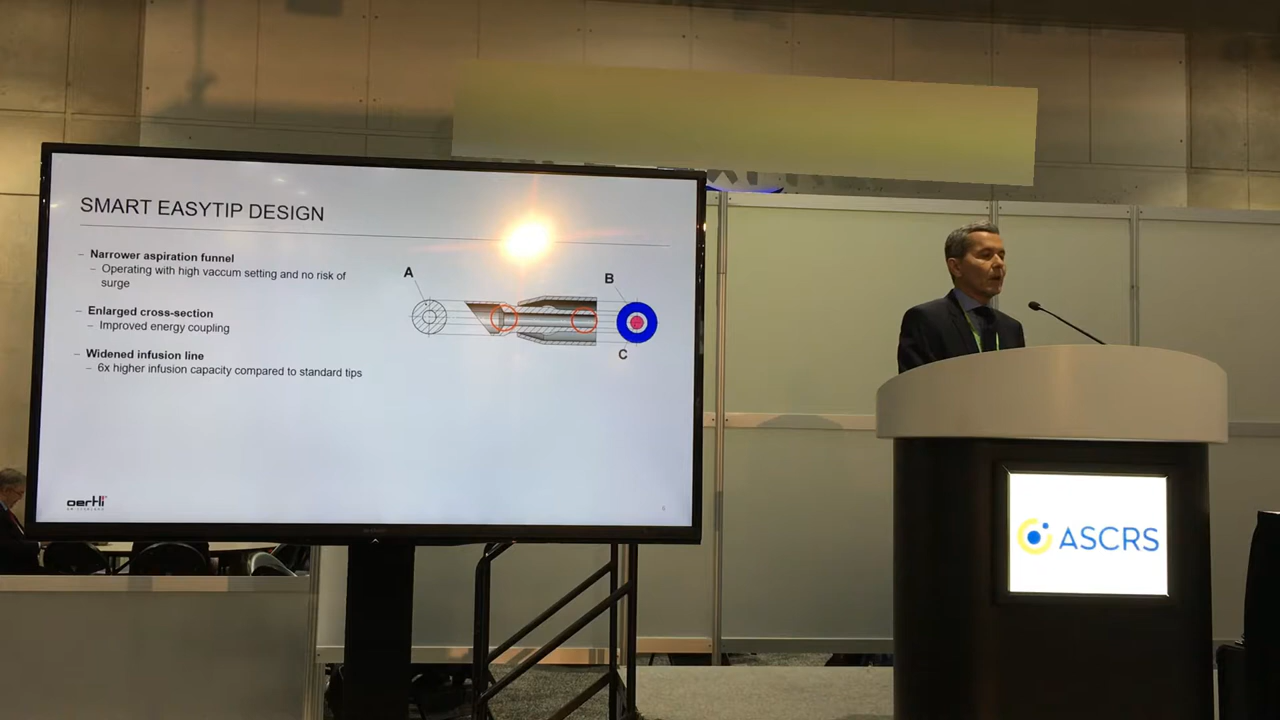 SMART EASYTIP DESIGN
– Narrower aspiration funnel
– Operating with high vaccum setting and no risk of
surge
– Enlarged cross-section
– Improved energy coupling
– Widened infusion line
– 6x higher infusion capacity compared to standard tips
A
B
C
oertli
ASCRS